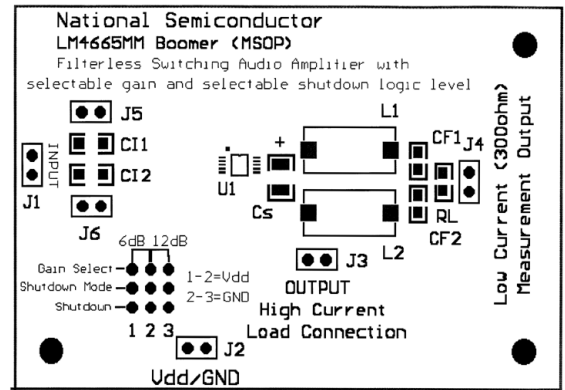 National Semiconductor
LM4665MM Boomer (MSOP)
Filterless Switching Audio Amplifier with
selectable gain and selectable shutdown logic level
J5
L1
CF1
J4
INPUT
CI1
CI2
J1
J6
+
U1
Cs
RL
CF2
L2
J3
Low Current (300ohm)
Measurement Output
6dB 12dB
Gain Select
Shutdown Mode
Shutdown
1-2=Vdd
2-3=GND
1 2 3
OUTPUT
High Current
Load Connection
J2
Vdd/GND